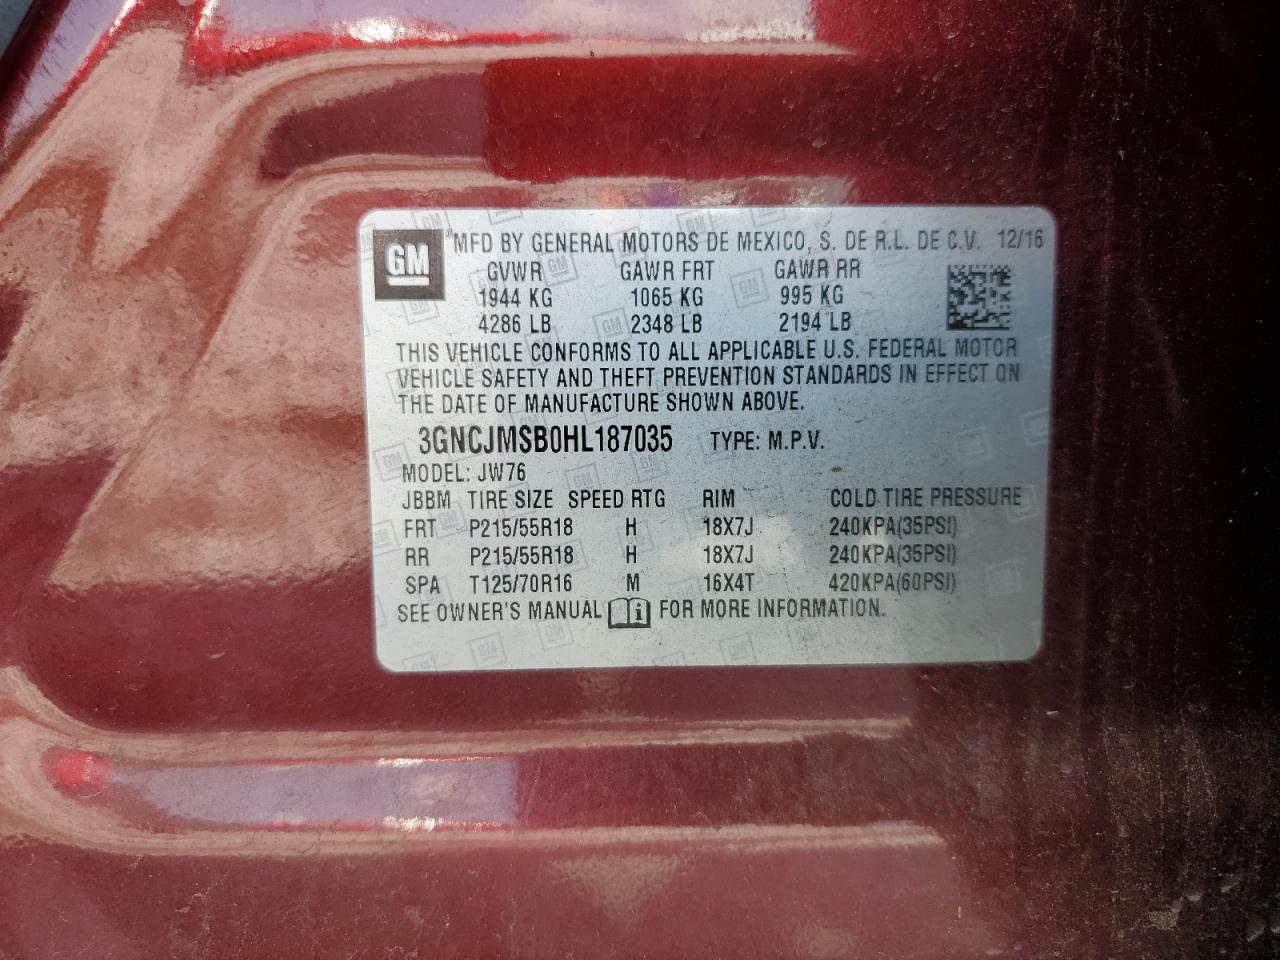 GM
MFD BY GENERAL MOTORS DE MEXICO, S. DE R.L. DE C.V. 12/16
GVWR GAWR FRT GAWR RR
1944 KG 1065 KG 995 KG
4286 LB 2348 LB 2194 LB
THIS VEHICLE CONFORMS TO ALL APPLICABLE U.S. FEDERAL MOTOR
VEHICLE SAFETY AND THEFT PREVENTION STANDARDS IN EFFECT ON
THE DATE OF MANUFACTURE SHOWN ABOVE.
3GNCJMSB0HL187035 TYPE: M.P.V.
MODEL: JW76
JBBM TIRE SIZE SPEED RTG RIM COLD TIRE PRESSURE
FRT P215/55R18 H 18X7J 240KPA(35PSI)
RR P215/55R18 H 18X7J 240KPA(35PSI)
SPA T125/70R16 M 16X4T 420KPA(60PSI)
SEE OWNER'S MANUAL i FOR MORE INFORMATION.